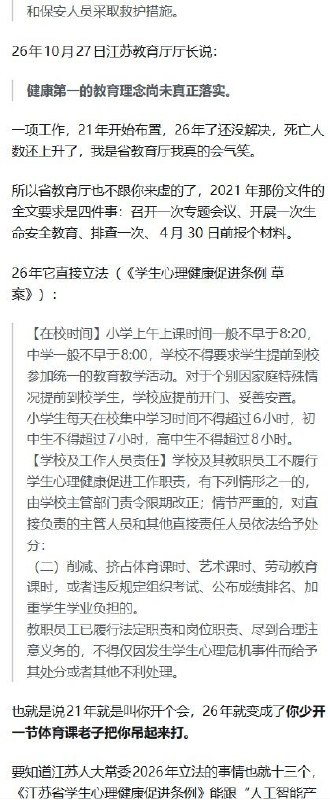 和保安人员采取救护措施。
26年10月27日江苏教育厅厅长说：
健康第一的教育理念尚未真正落实。
一项工作，21年开始布置，26年了还没解决，死亡人
数还上升了，我是省教育厅我真的会气笑。
所以省教育厅也不跟你来虚的了，2021 年那份文件的
全文要求是四件事：召开一次专题会议、开展一次生
命安全教育、排查一次、4 月 30 日前报个材料。
26年它直接立法（《学生心理健康促进条例 草
案》）：
【在校时间】小学上午上课时间一般不早于8:20，
中学一般不早于8:00，学校不得要求学生提前到校
参加统一的教育教学活动。对于个别因家庭特殊情
况提前到校学生，学校应提前开门、妥善安置。
小学生每天在校集中学习时间不得超过6小时，初
中生不得超过7小时，高中生不得超过8小时。
【学校及工作人员责任】学校及其教职员工不履行
学生心理健康促进工作职责，有下列情形之一的，
由学校主管部门责令限期改正；情节严重的，对直
接负责的主管人员和其他直接责任人员依法给予处
分：
（二）削减、挤占体育课时、艺术课时、劳动教育
课时，或者违反规定组织考试、公布成绩排名、加
重学生学业负担的。
教职员工已履行法定职责和岗位职责、尽到合理注
意义务的，不得仅因发生学生心理危机事件而给予
其处分或者其他不利处理。
也就是说21年就是叫你开个会，26年就变成了你少开
一节体育课老子把你吊起来打。
要知道江苏人大常委2026年立法的事情也就十三个，
《江苏省学生心理健康促进条例》能跟“人工智能产